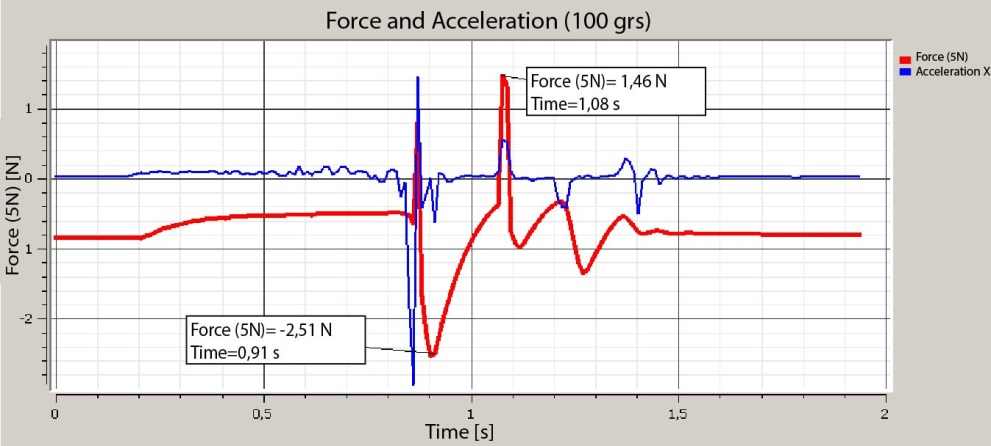 Force and Acceleration (100 grs)
Force (5N)
Acceleration X
Force (5N)= 1,46 N
Time=1,08 s
1
0
1
-2
Force (5N) [N]
Force (5N)= -2,51 N
Time=0,91 s
0
0,5
1
1,5
2
Time [s]